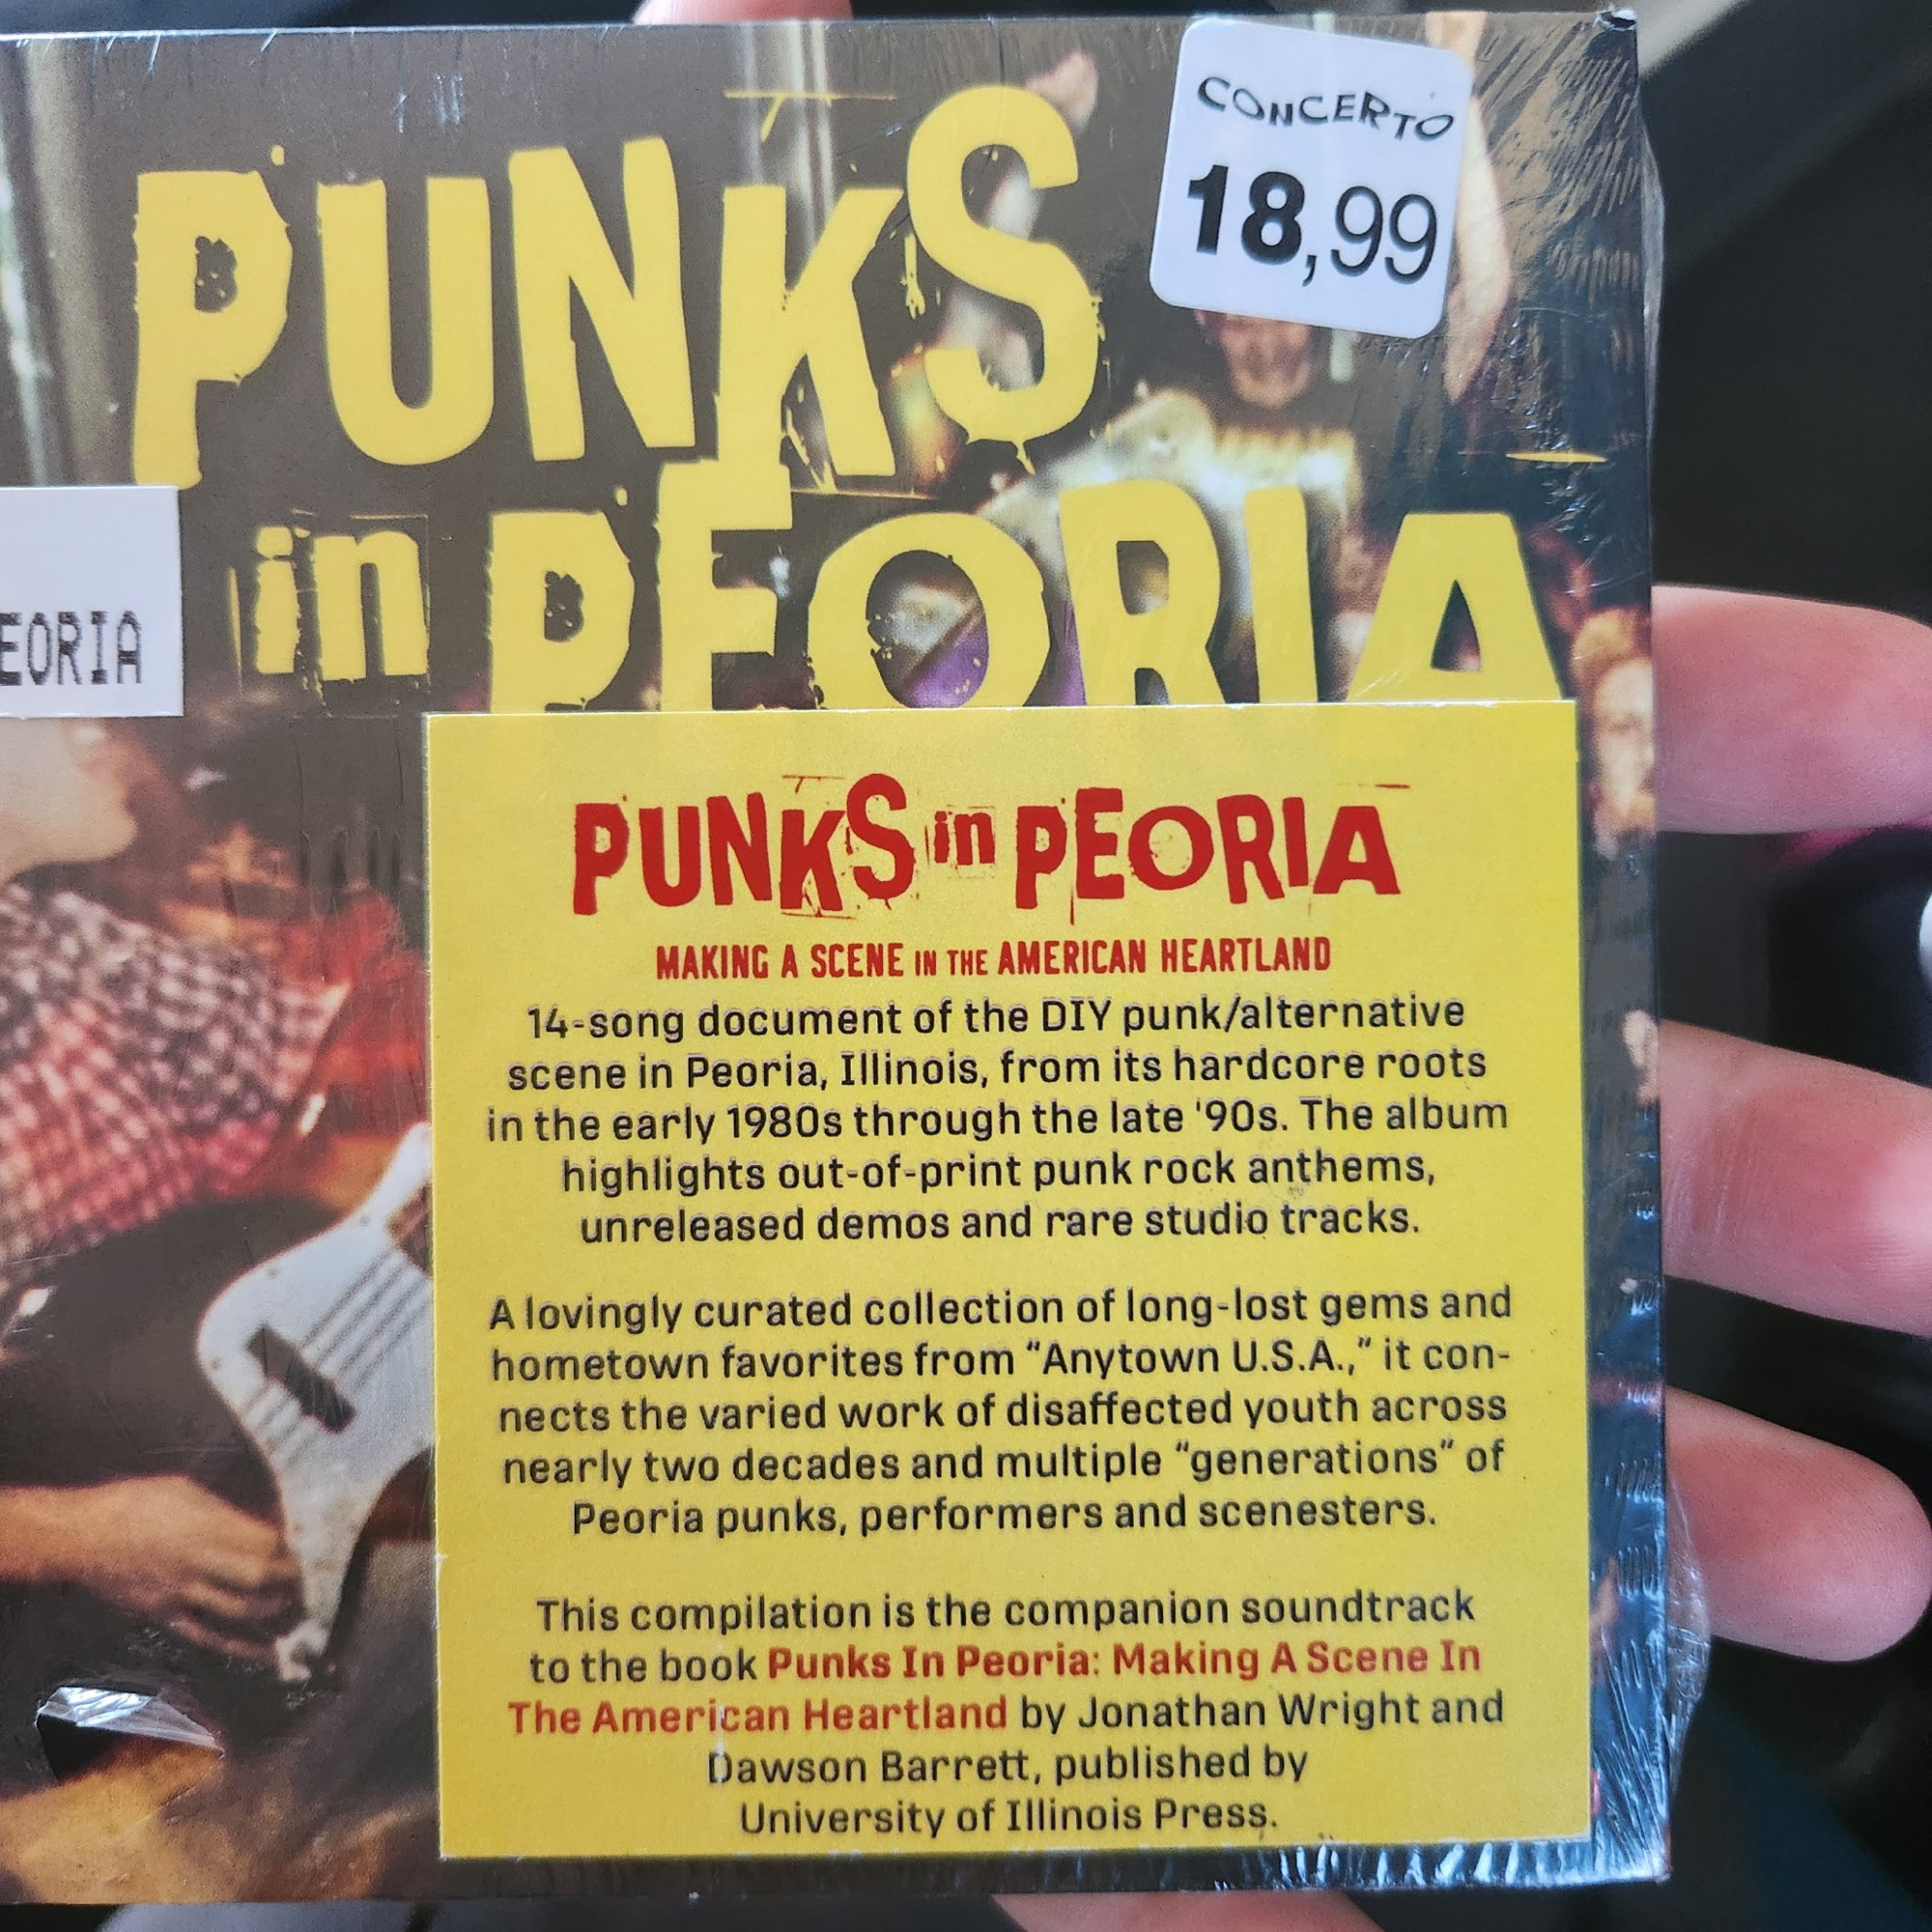 CONCERTO
18,99
PUNKS
in PEORIA
EORIA
PUNKS in PEORIA
MAKING A SCENE IN THE AMERICAN HEARTLAND
14-song document of the DIY punk/alternative
scene in Peoria, Illinois, from its hardcore roots
in the early 1980s through the late '90s. The album
highlights out-of-print punk rock anthems,
unreleased demos and rare studio tracks.
A lovingly curated collection of long-lost gems and
hometown favorites from “Anytown U.S.A.,” it con-
nects the varied work of disaffected youth across
nearly two decades and multiple “generations” of
Peoria punks, performers and scenesters.
This compilation is the companion soundtrack
to the book Punks In Peoria: Making A Scene In
The American Heartland by Jonathan Wright and
Dawson Barrett, published by
University of Illinois Press.